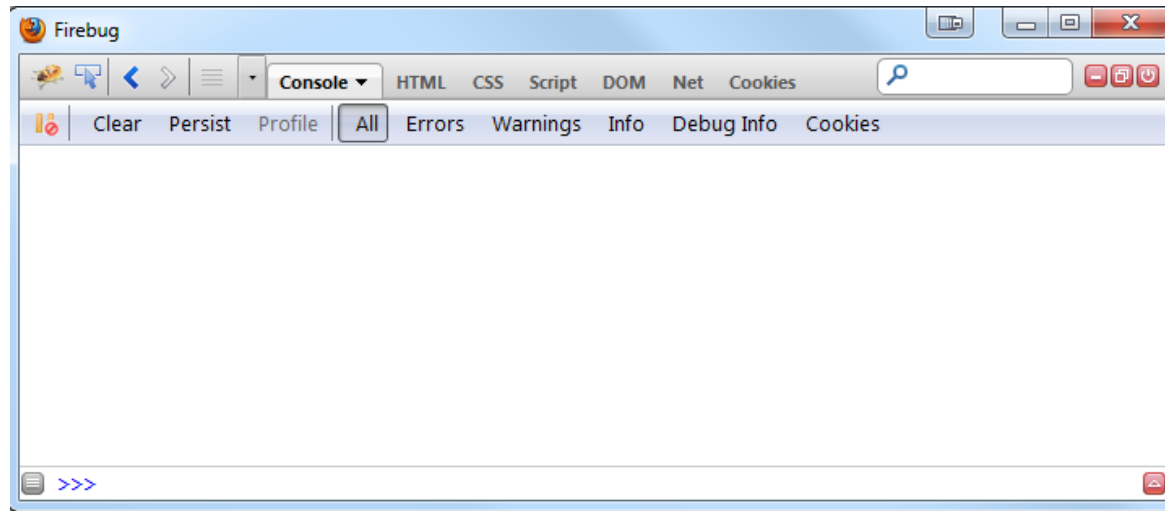 Firebug
Console HTML CSS Script DOM Net Cookies
Clear Persist Profile All Errors Warnings Info Debug Info Cookies
>>>